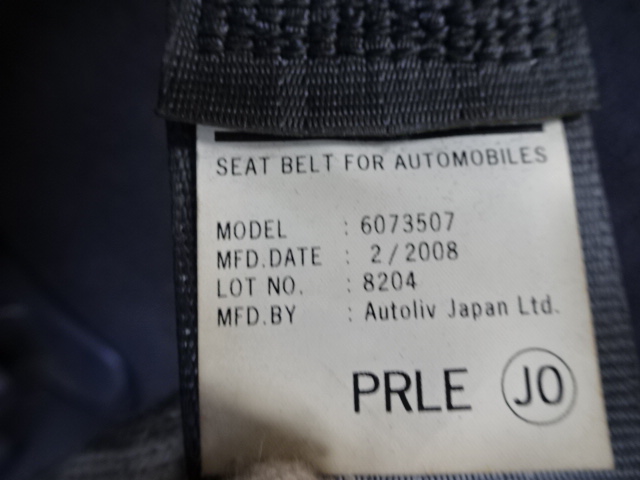 SEAT BELT FOR AUTOMOBILES
MODEL : 6073507
MFD.DATE : 2/2008
LOT NO. : 8204
MFD.BY : Autoliv Japan Ltd.
PRLE JO